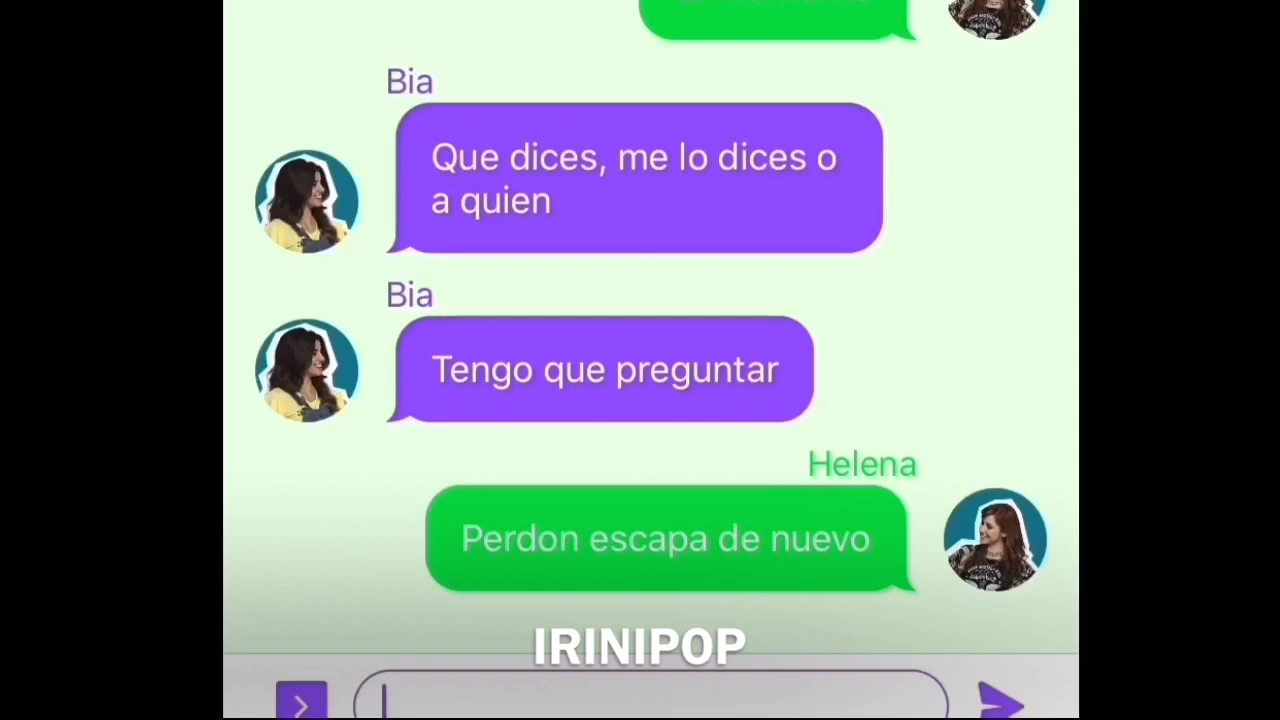 Bia
Que dices, me lo dices o
a quien
Bia
Tengo que preguntar
Helena
Perdon escapa de nuevo
IRINIPOP